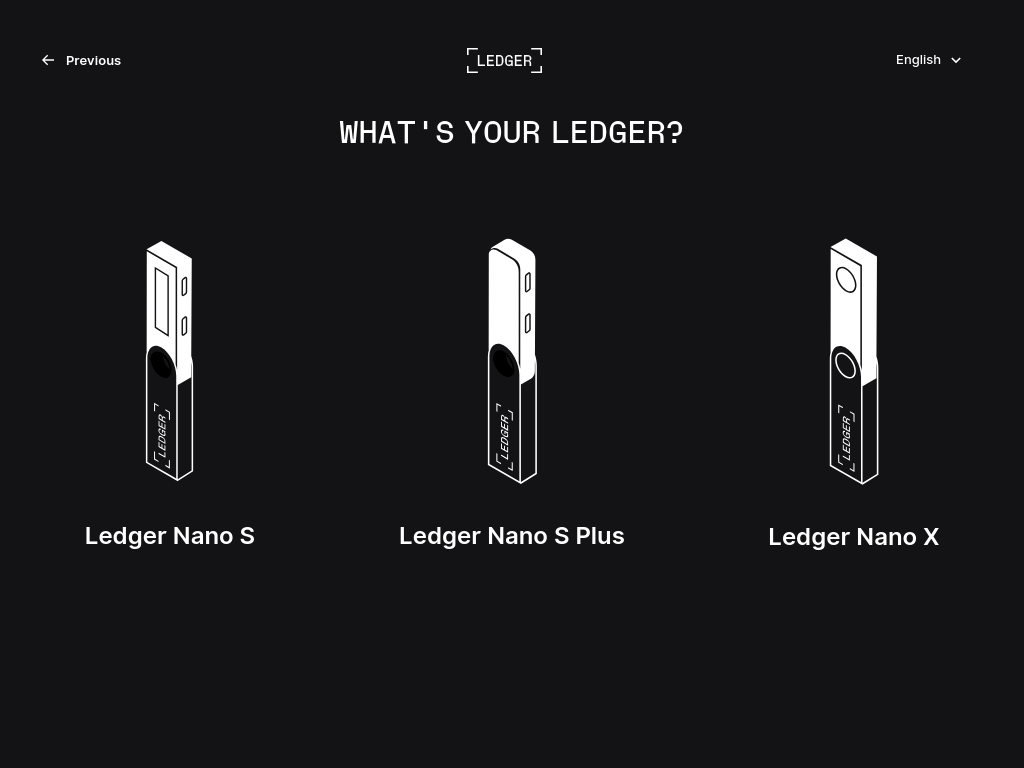 Previous
LEDGER
English
WHAT'S YOUR LEDGER?
LEDGER
LEDGER
LEDGER
Ledger Nano S
Ledger Nano S Plus
Ledger Nano X